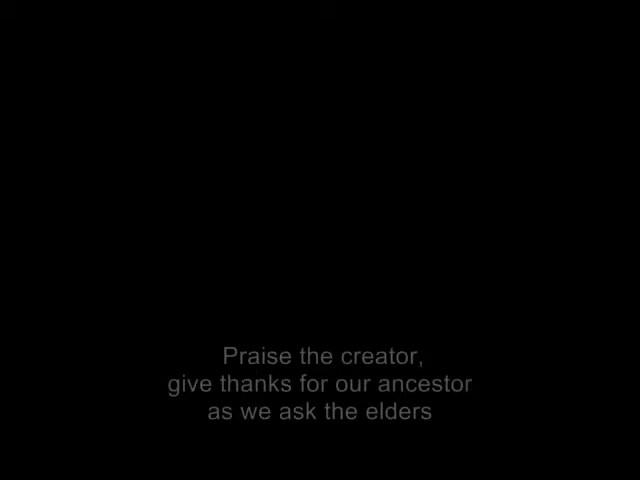 Praise the creator,
give thanks for our ancestor
as we ask the elders